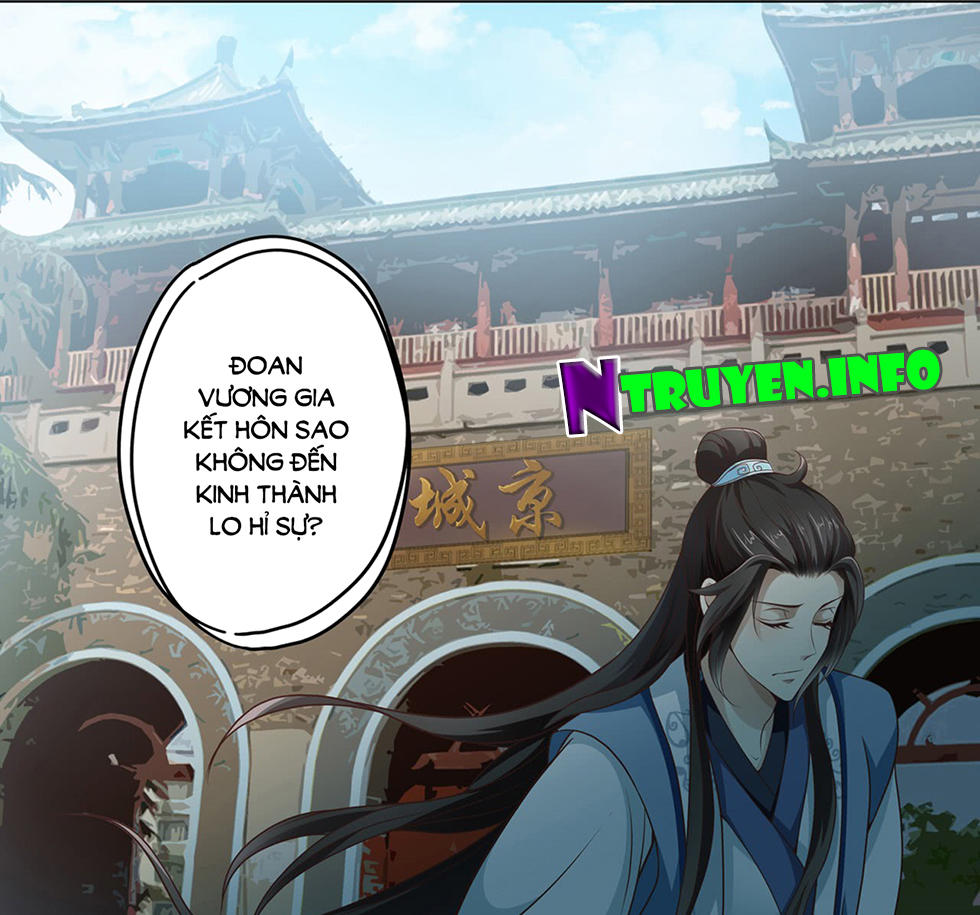 ĐOAN
VƯƠNG GIA
KẾT HÔN SAO
KHÔNG ĐẾN
KINH THÀNH
LO HỈ SỰ?
NTRUYEN.INFO
城京